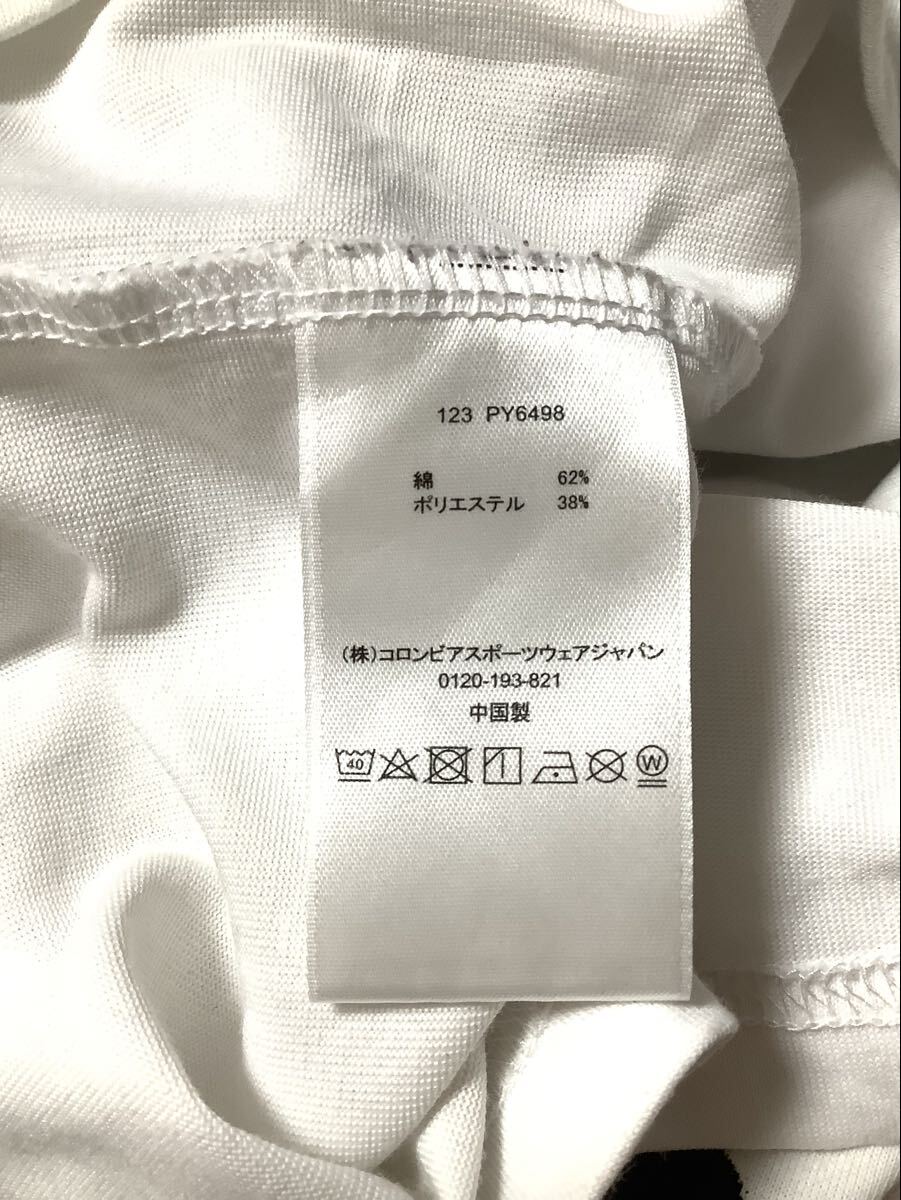 123 PY6498
綿 62%
ポリエステル 38%
(株)コロンビアスポーツウェアジャパン
0120-193-821
中国製
40 W